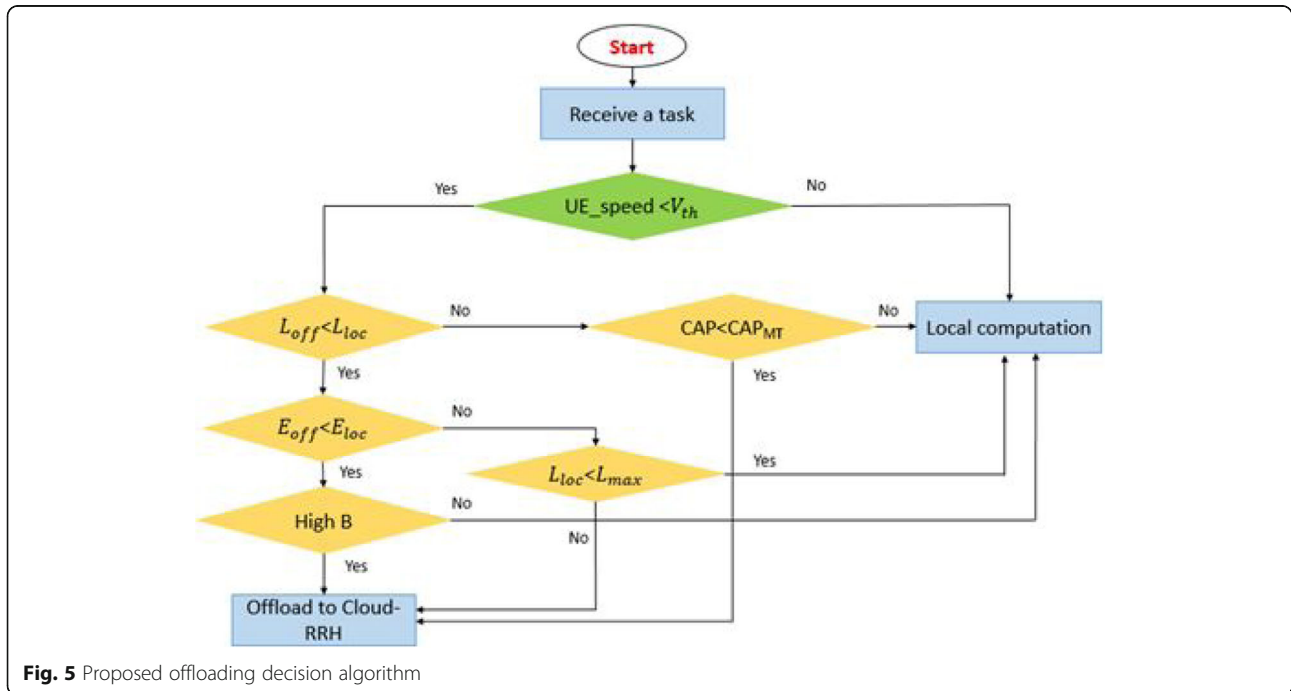 Start
Receive a task
Yes
No
UE_speed <V_th
L_off<L_loc
No
CAP<CAP_MT
No
Local computation
Yes
Yes
E_off<E_loc
No
Yes
L_loc<L_max
Yes
High B
No
No
Yes
Offload to Cloud-
RRH
Fig. 5 Proposed offloading decision algorithm